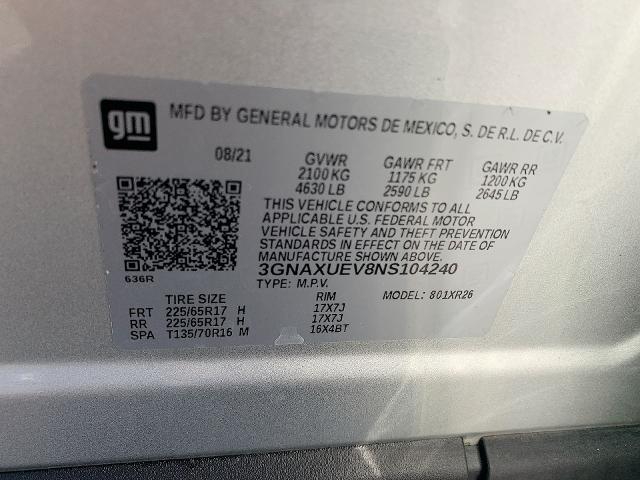 gm
MFD BY GENERAL MOTORS DE MEXICO, S. DE R.L. DE C.V.
08/21 GVWR GAWR FRT GAWR RR
2100 KG 1175 KG 1200 KG
4630 LB 2590 LB 2645 LB
THIS VEHICLE CONFORMS TO ALL
APPLICABLE U.S. FEDERAL MOTOR
VEHICLE SAFETY AND THEFT PREVENTION
STANDARDS IN EFFECT ON THE DATE OF
MANUFACTURE SHOWN ABOVE.
636R
3GNAXUEV8NS104240
TYPE: M.P.V. MODEL: 801XR26
TIRE SIZE RIM
FRT 225/65R17 H 17X7J
RR 225/65R17 H 17X7J
SPA T135/70R16 M 16X4BT